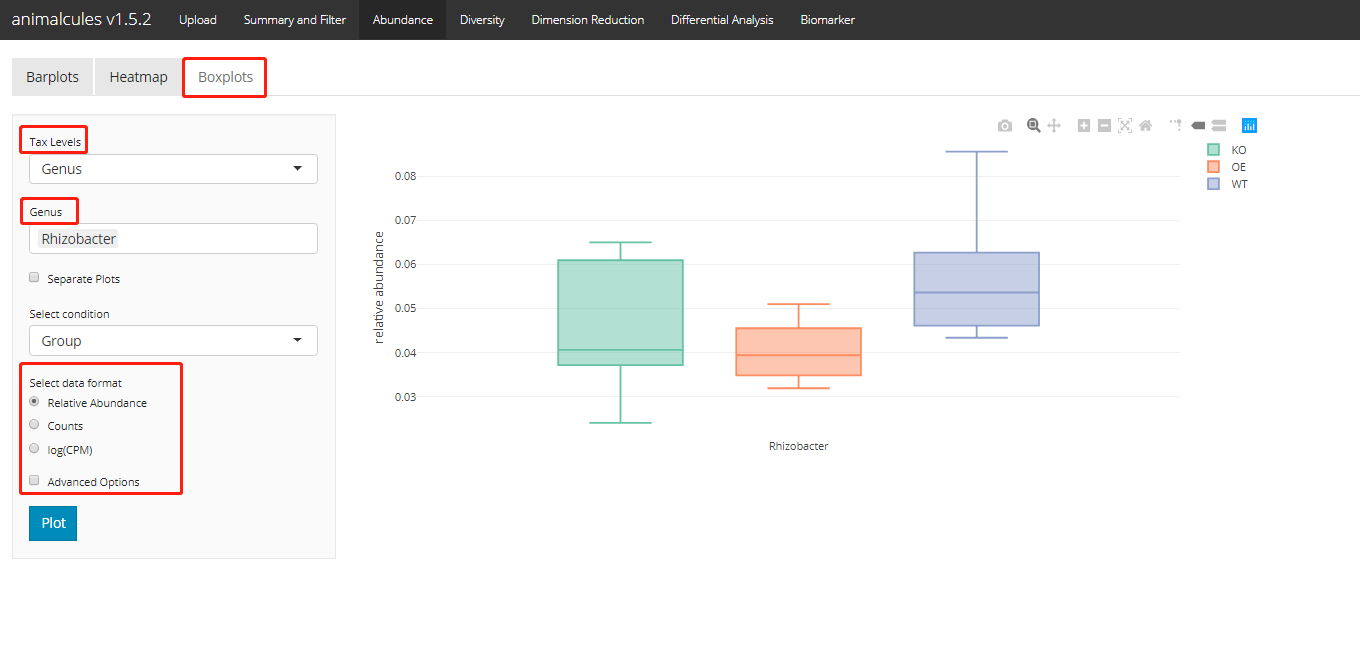 animalcules v1.5.2 Upload Summary and Filter Abundance Diversity Dimension Reduction Differential Analysis Biomarker
Barplots Heatmap Boxplots
Tax Levels
Genus
Genus
Rhizobacter
Separate Plots
Select condition
Group
Select data format
Relative Abundance
Counts
log(CPM)
Advanced Options
Plot
relative abundance
0.08
0.07
0.06
0.05
0.04
0.03
Rhizobacter
KO
OE
WT